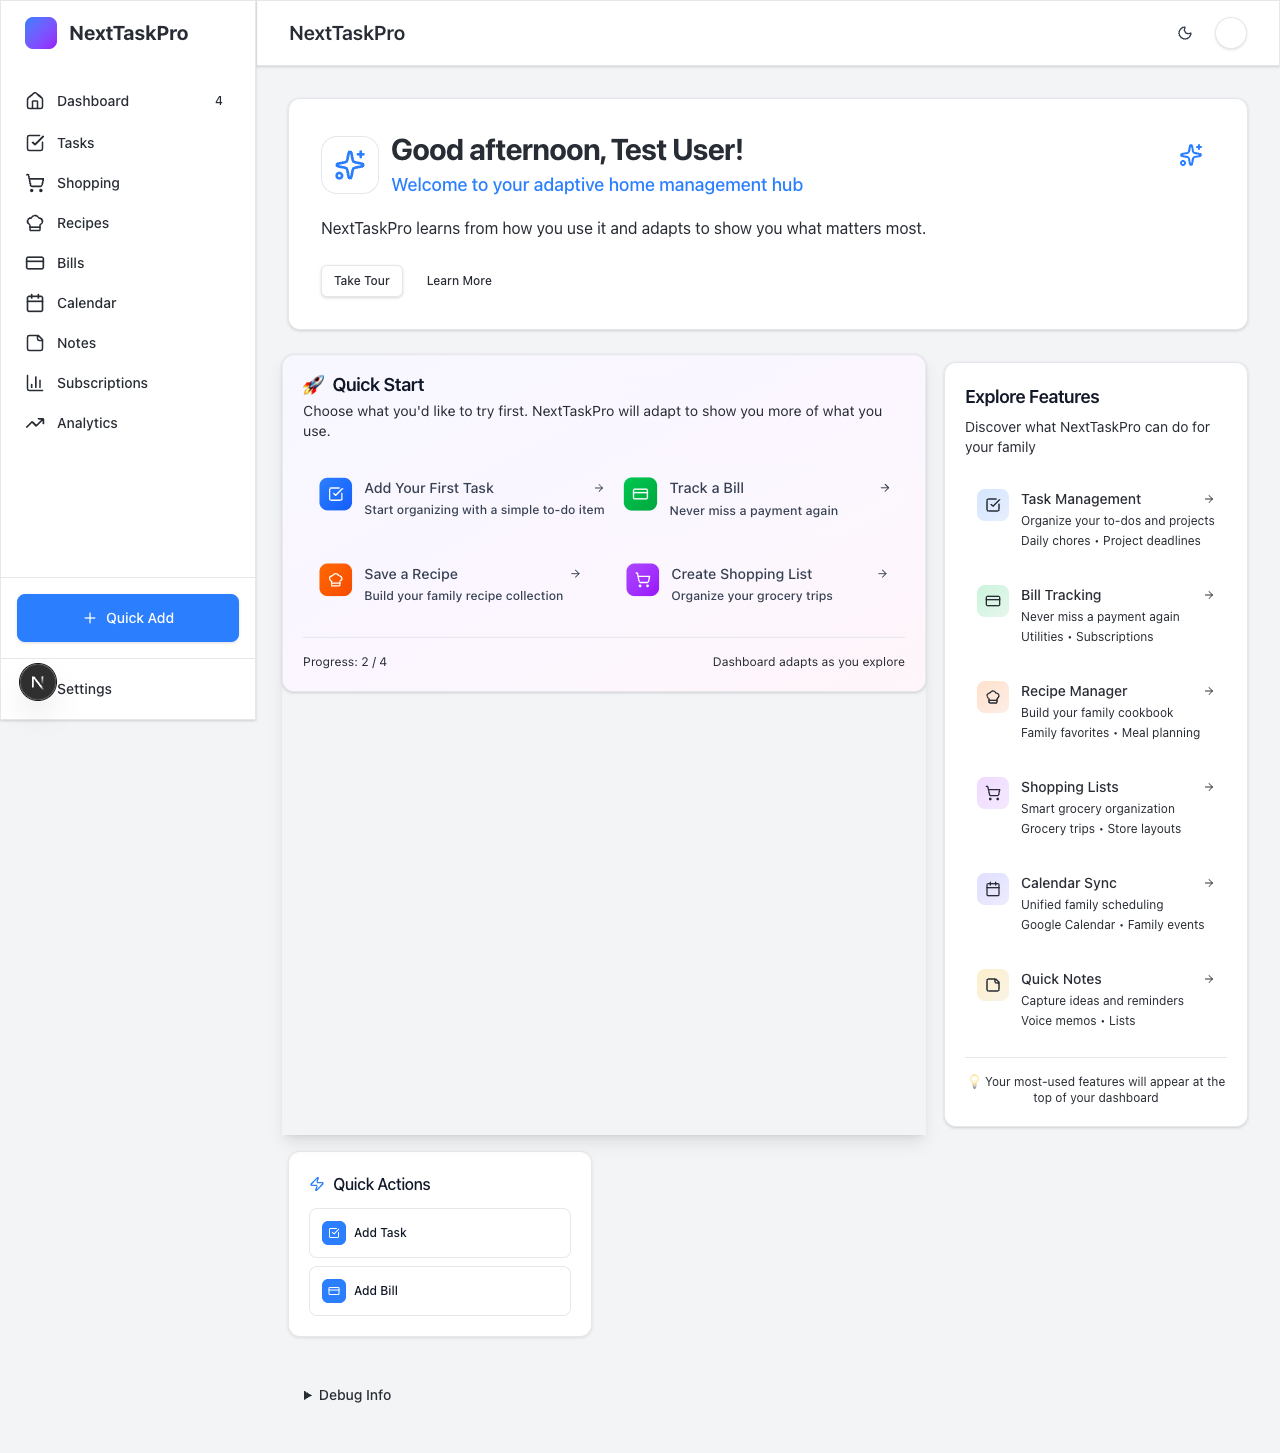 NextTaskPro
Dashboard 4
Tasks
Shopping
Recipes
Bills
Calendar
Notes
Subscriptions
Analytics
Quick Add
N
Settings
NextTaskPro
Good afternoon, Test User!
Welcome to your adaptive home management hub
NextTaskPro learns from how you use it and adapts to show you what matters most.
Take Tour
Learn More
🚀 Quick Start
Choose what you'd like to try first. NextTaskPro will adapt to show you more of what you
use.
Add Your First Task
Start organizing with a simple to-do item
Track a Bill
Never miss a payment again
Save a Recipe
Build your family recipe collection
Create Shopping List
Organize your grocery trips
Progress: 2 / 4
Dashboard adapts as you explore
Explore Features
Discover what NextTaskPro can do for
your family
Task Management
Organize your to-dos and projects
Daily chores • Project deadlines
Bill Tracking
Never miss a payment again
Utilities • Subscriptions
Recipe Manager
Build your family cookbook
Family favorites • Meal planning
Shopping Lists
Smart grocery organization
Grocery trips • Store layouts
Calendar Sync
Unified family scheduling
Google Calendar • Family events
Quick Notes
Capture ideas and reminders
Voice memos • Lists
💡 Your most-used features will appear at the
top of your dashboard
Quick Actions
Add Task
Add Bill
▶ Debug Info